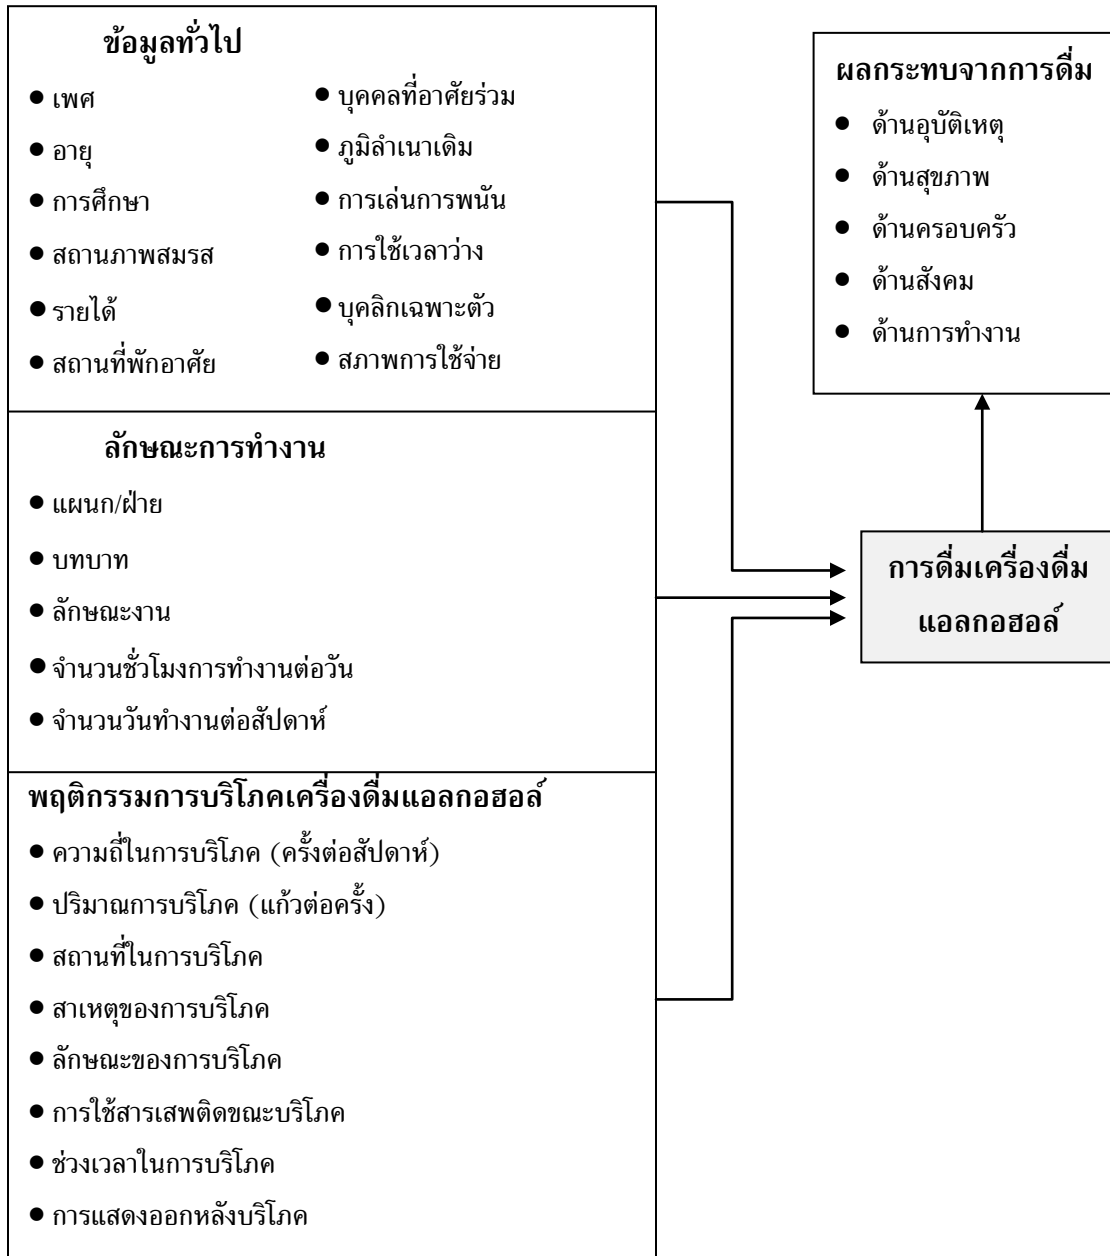 ข้อมูลทั่วไป
● เพศ
● อายุ
● การศึกษา
● สถานภาพสมรส
● รายได้
● สถานที่พักอาศัย
● บุคคลที่อาศัยร่วม
● ภูมิลำเนาเดิม
● การเล่นการพนัน
● การใช้เวลาว่าง
● บุคลิกเฉพาะตัว
● สภาพการใช้จ่าย
ลักษณะการทำงาน
● แผนก/ฝ่าย
● บทบาท
● ลักษณะงาน
● จำนวนชั่วโมงการทำงานต่อวัน
● จำนวนวันทำงานต่อสัปดาห์
พฤติกรรมการบริโภคเครื่องดื่มแอลกอฮอล์
● ความถี่ในการบริโภค (ครั้งต่อสัปดาห์)
● ปริมาณการบริโภค (แก้วต่อครั้ง)
● สถานที่ในการบริโภค
● สาเหตุของการบริโภค
● ลักษณะของการบริโภค
● การใช้สารเสพติดขณะบริโภค
● ช่วงเวลาในการบริโภค
● การแสดงออกหลังบริโภค
ผลกระทบจากการดื่ม
● ด้านอุบัติเหตุ
● ด้านสุขภาพ
● ด้านครอบครัว
● ด้านสังคม
● ด้านการทำงาน
การดื่มเครื่องดื่ม
แอลกอฮอล์